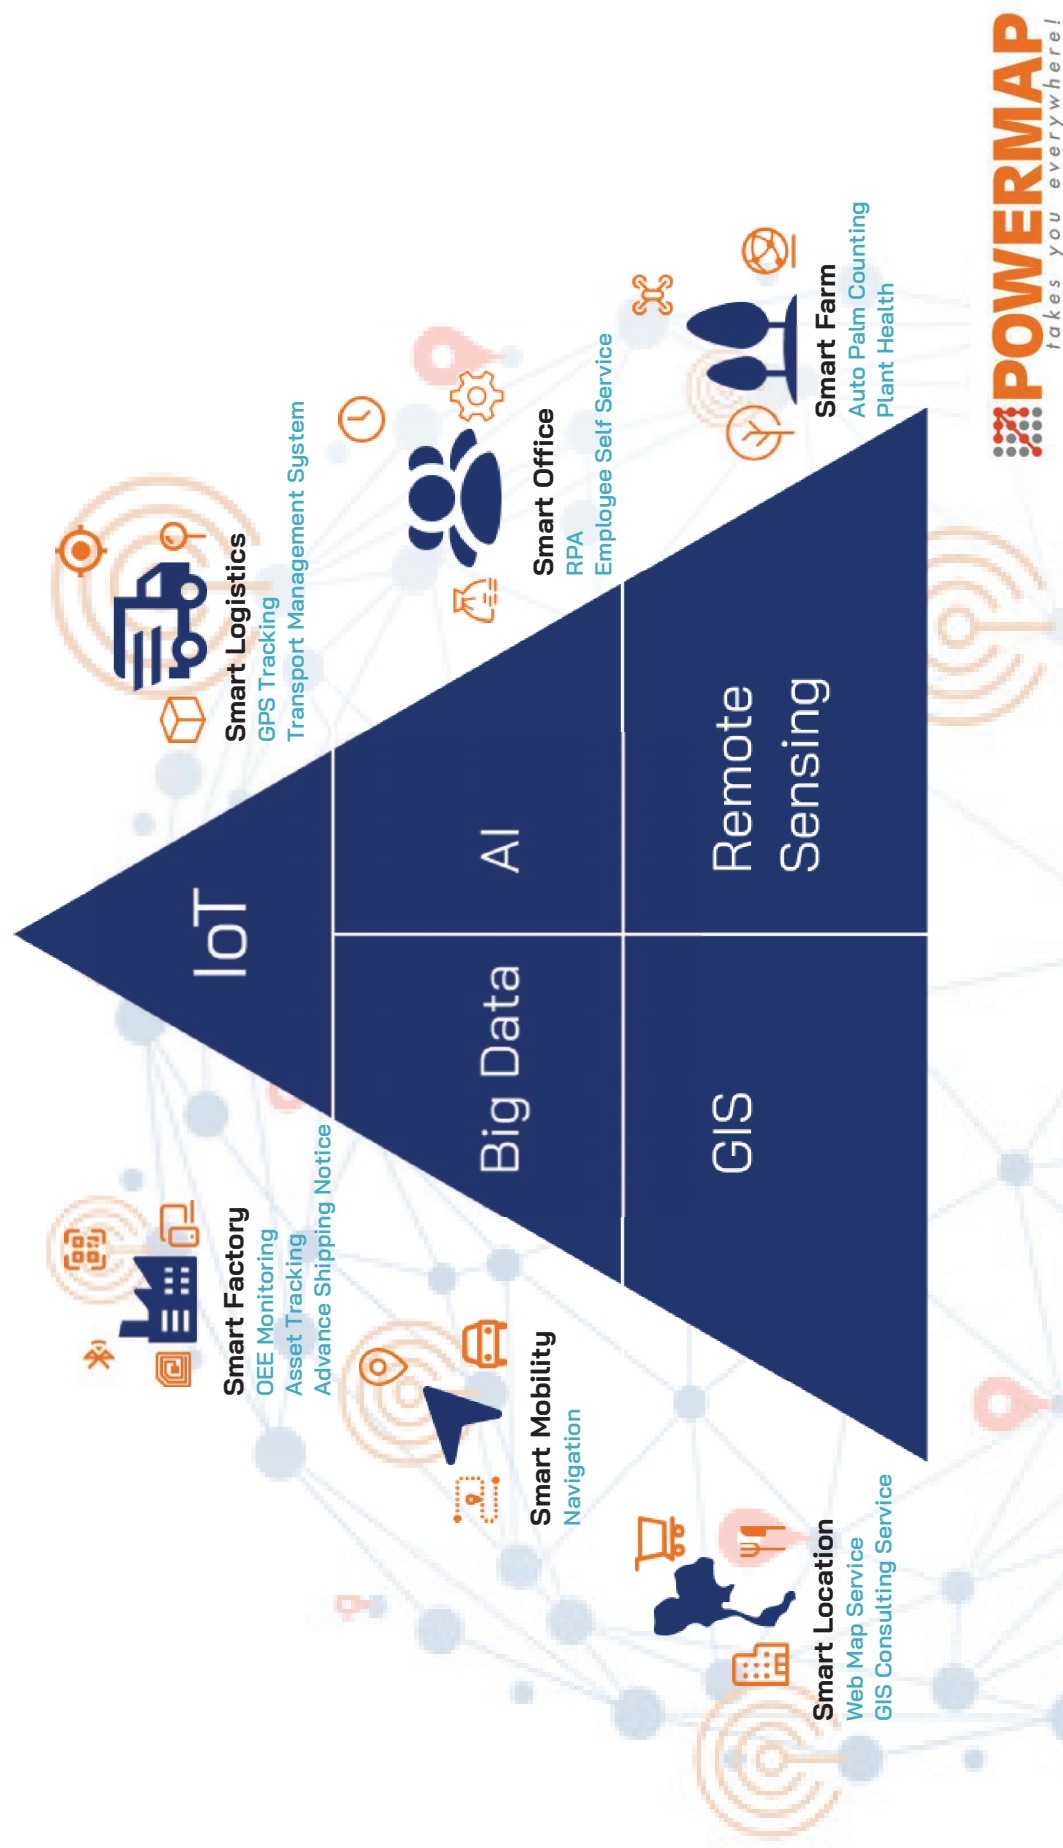 IoT
Big Data
AI
GIS
Remote
Sensing
Smart Factory
OEE Monitoring
Asset Tracking
Advance Shipping Notice
Smart Logistics
GPS Tracking
Transport Management System
Smart Mobility
Navigation
Smart Office
RPA
Employee Self Service
Smart Location
Web Map Service
GIS Consulting Service
Smart Farm
Auto Palm Counting
Plant Health
POWERMAP
takes you everywhere!